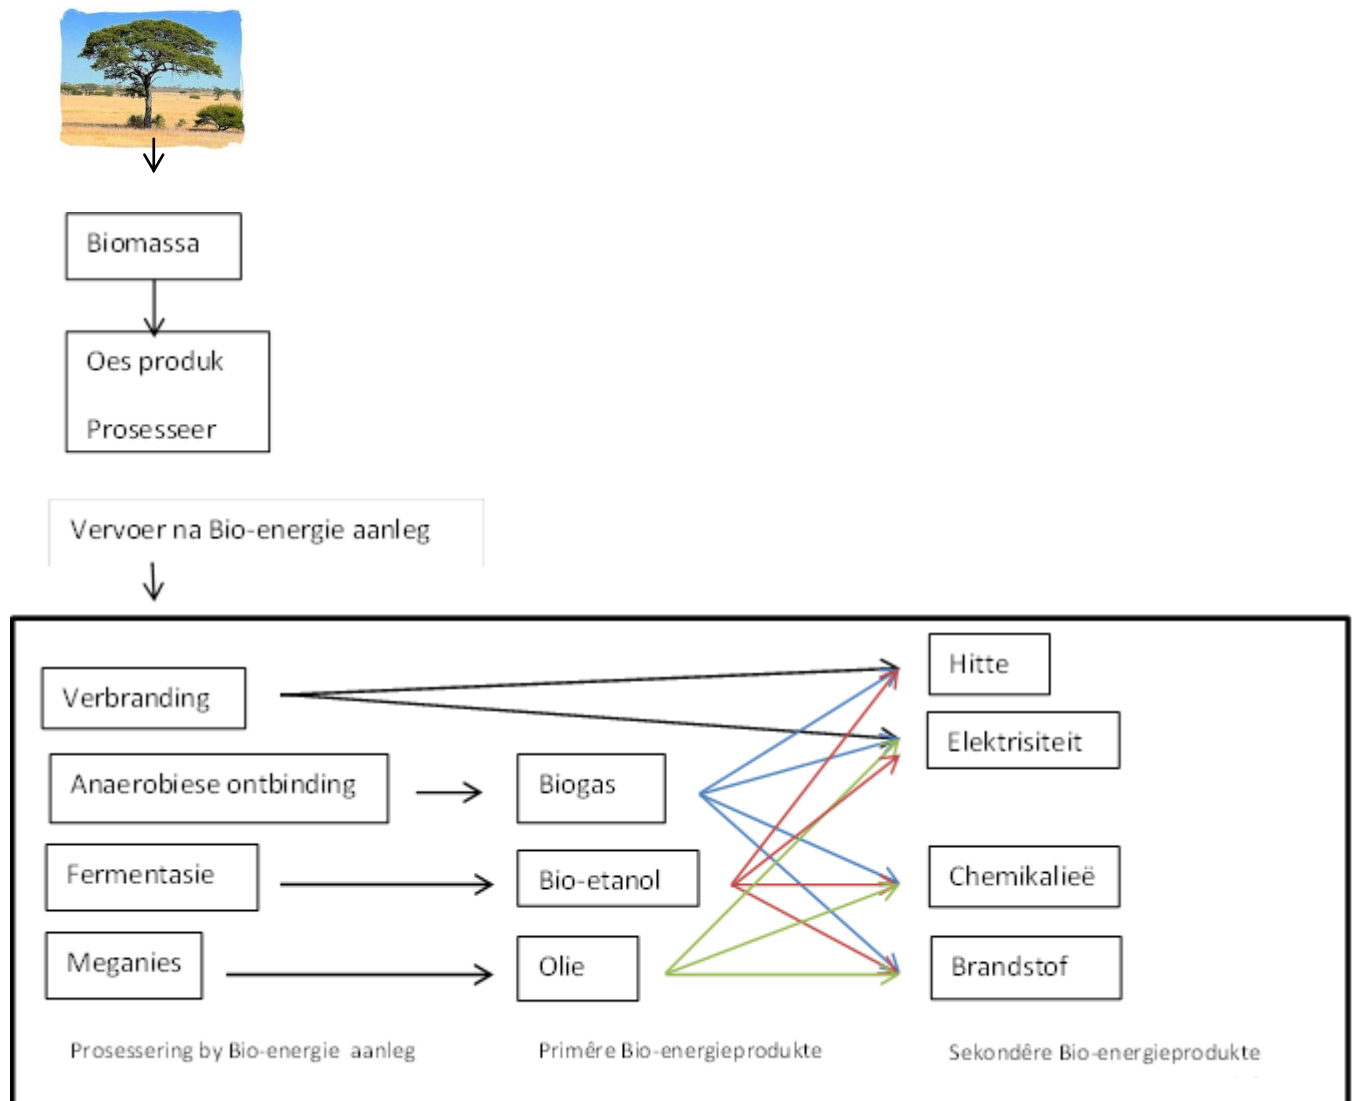 Biomassa
Oes produk
Prosesseer
Vervoer na Bio-energie aanleg
Verbranding
Hitte
Elektrisiteit
Anaerobiese ontbinding
Biogas
Fermentasie
Bio-etanol
Chemikalieë
Meganies
Olie
Brandstof
Prosessering by Bio-energie aanleg
Primêre Bio-energieprodukte
Sekondêre Bio-energieprodukte